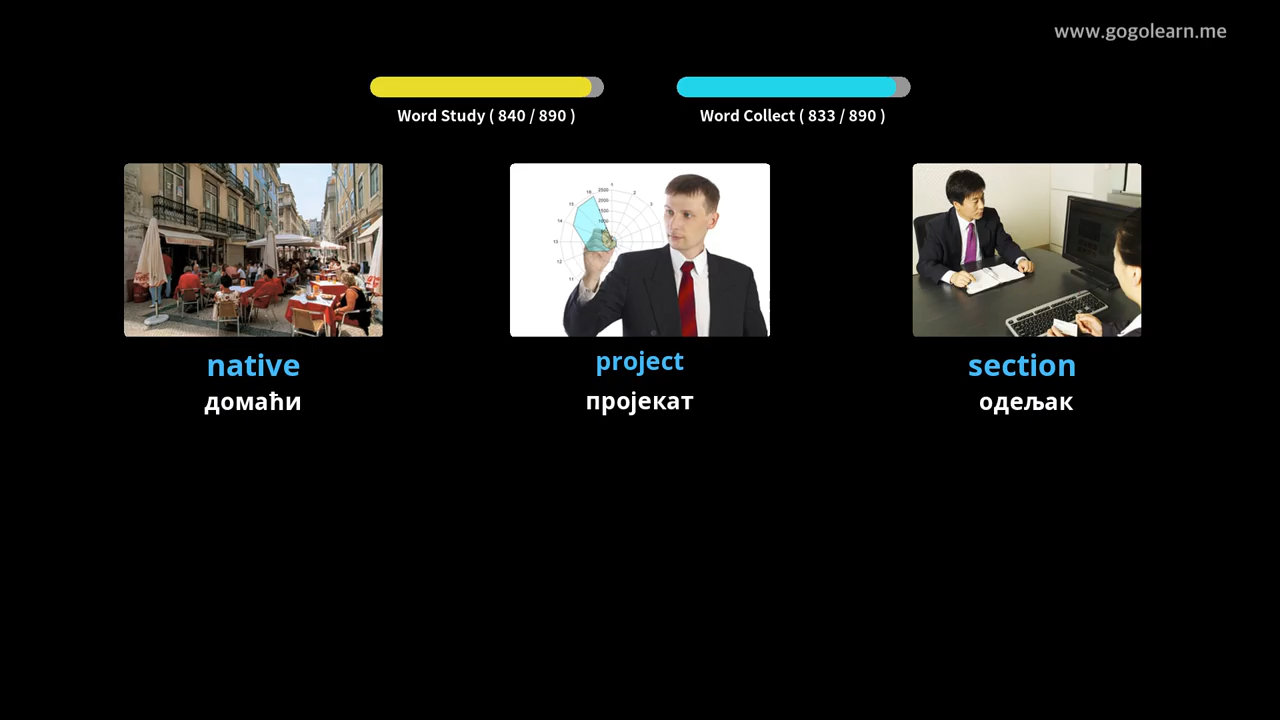 www.gogolearn.me
Word Study ( 840 / 890 )
Word Collect ( 833 / 890 )
native
домаћи
project
пројекат
section
одељак